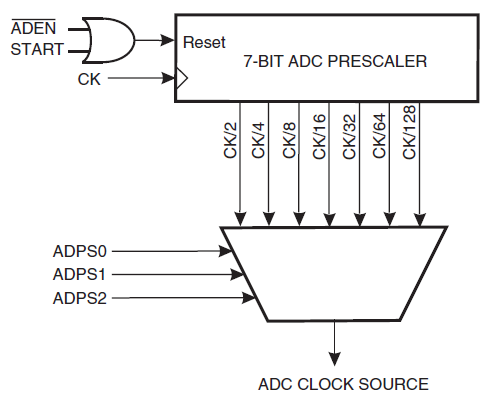 ADEN
START
CK
Reset
7-BIT ADC PRESCALER
CK/2
CK/4
CK/8
CK/16
CK/32
CK/64
CK/128
ADPS0
ADPS1
ADPS2
ADC CLOCK SOURCE